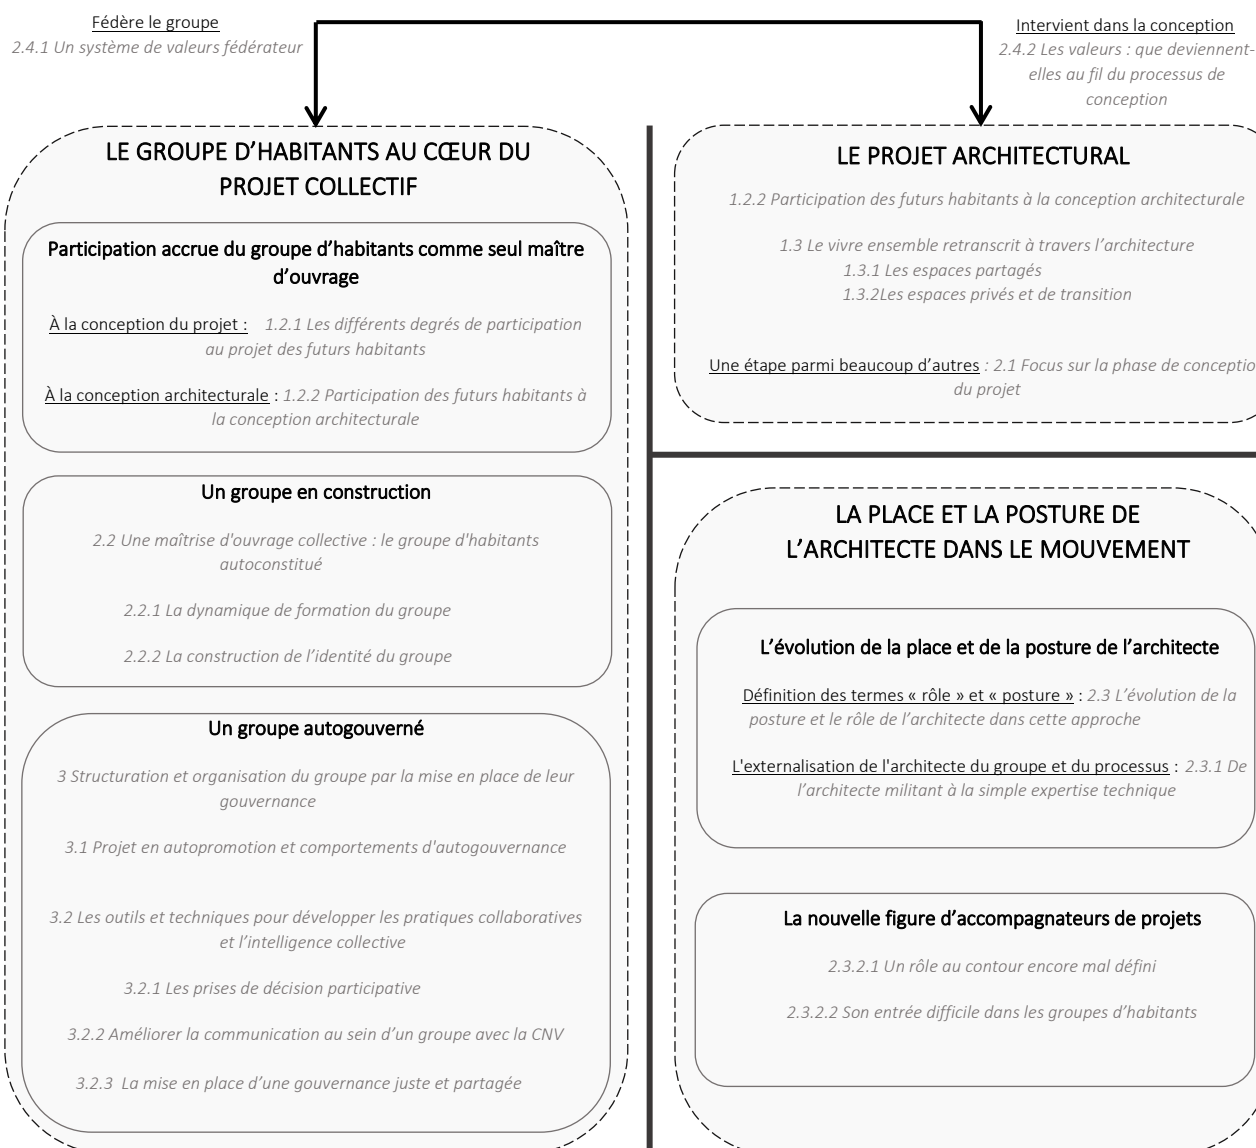 Fédère le groupe
2.4.1 Un système de valeurs fédérateur
Intervient dans la conception
2.4.2 Les valeurs : que deviennent-
elles au fil du processus de
conception
LE GROUPE D’HABITANTS AU CŒUR DU
PROJET COLLECTIF
Participation accrue du groupe d’habitants comme seul maître
d’ouvrage
À la conception du projet : 1.2.1 Les différents degrés de participation
au projet des futurs habitants
À la conception architecturale : 1.2.2 Participation des futurs habitants à
la conception architecturale
Un groupe en construction
2.2 Une maîtrise d'ouvrage collective : le groupe d'habitants
autoconstitué
2.2.1 La dynamique de formation du groupe
2.2.2 La construction de l’identité du groupe
Un groupe autogouverné
3 Structuration et organisation du groupe par la mise en place de leur
gouvernance
3.1 Projet en autopromotion et comportements d'autogouvernance
3.2 Les outils et techniques pour développer les pratiques collaboratives
et l’intelligence collective
3.2.1 Les prises de décision participative
3.2.2 Améliorer la communication au sein d’un groupe avec la CNV
3.2.3 La mise en place d’une gouvernance juste et partagée
LE PROJET ARCHITECTURAL
1.2.2 Participation des futurs habitants à la conception architecturale
1.3 Le vivre ensemble retranscrit à travers l’architecture
1.3.1 Les espaces partagés
1.3.2Les espaces privés et de transition
Une étape parmi beaucoup d’autres : 2.1 Focus sur la phase de conceptio
du projet
LA PLACE ET LA POSTURE DE
L’ARCHITECTE DANS LE MOUVEMENT
L’évolution de la place et de la posture de l’architecte
Définition des termes « rôle » et « posture » : 2.3 L’évolution de la
posture et le rôle de l’architecte dans cette approche
L'externalisation de l'architecte du groupe et du processus : 2.3.1 De
l’architecte militant à la simple expertise technique
La nouvelle figure d’accompagnateurs de projets
2.3.2.1 Un rôle au contour encore mal défini
2.3.2.2 Son entrée difficile dans les groupes d’habitants